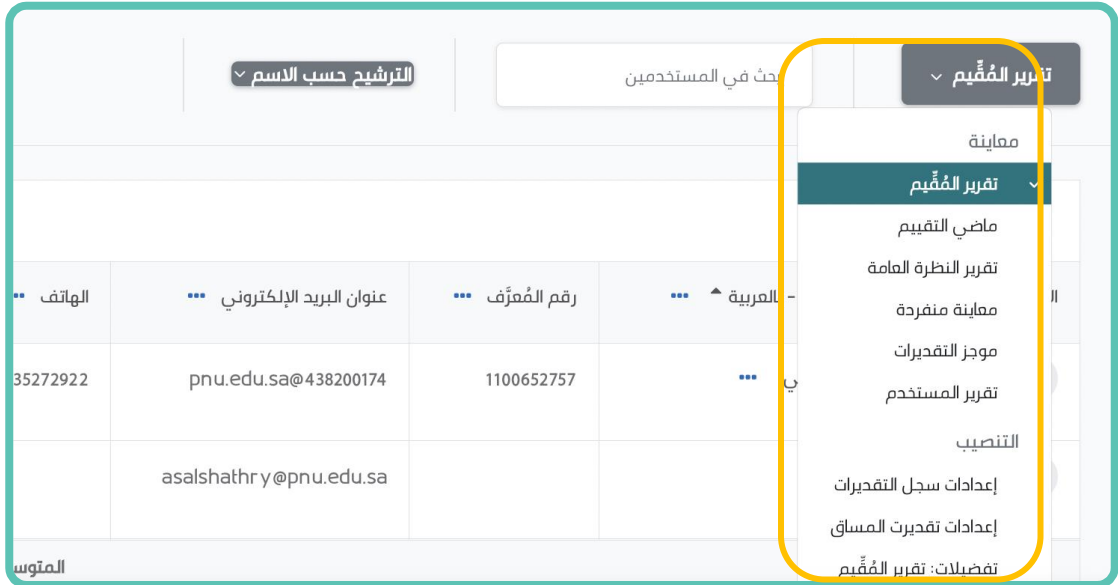 تقرير المُقِّيم
بحث في المستخدمين
الترشيح حسب الاسم
معاينة
تقرير المُقِّيم
ماضي التقييم
تقرير النظرة العامة
معاينة منفردة
موجز التقديرات
تقرير المستخدم
التنصيب
إعدادات سجل التقديرات
إعدادات تقديرت المساق
تفضيلات: تقرير المُقِّيم
- بالعربية
رقم المُعرَّف
عنوان البريد الإلكتروني
الهاتف
1100652757
pnu.edu.sa@438200174
35272922
asalshathry@pnu.edu.sa